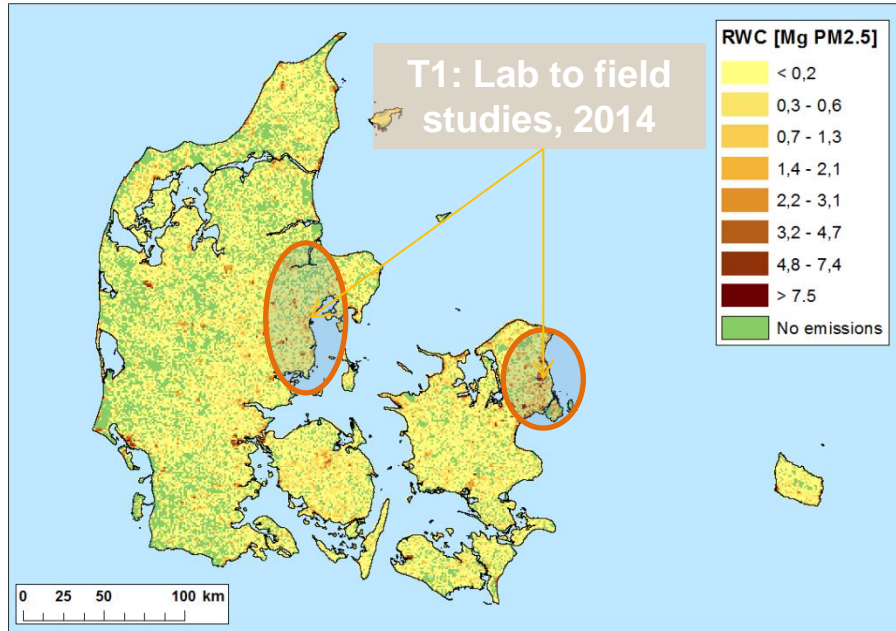 T1: Lab to field
studies, 2014
RWC [Mg PM2.5]
< 0,2
0,3 - 0,6
0,7 - 1,3
1,4 - 2,1
2,2 - 3,1
3,2 - 4,7
4,8 - 7,4
> 7.5
No emissions
0 25 50 100 km